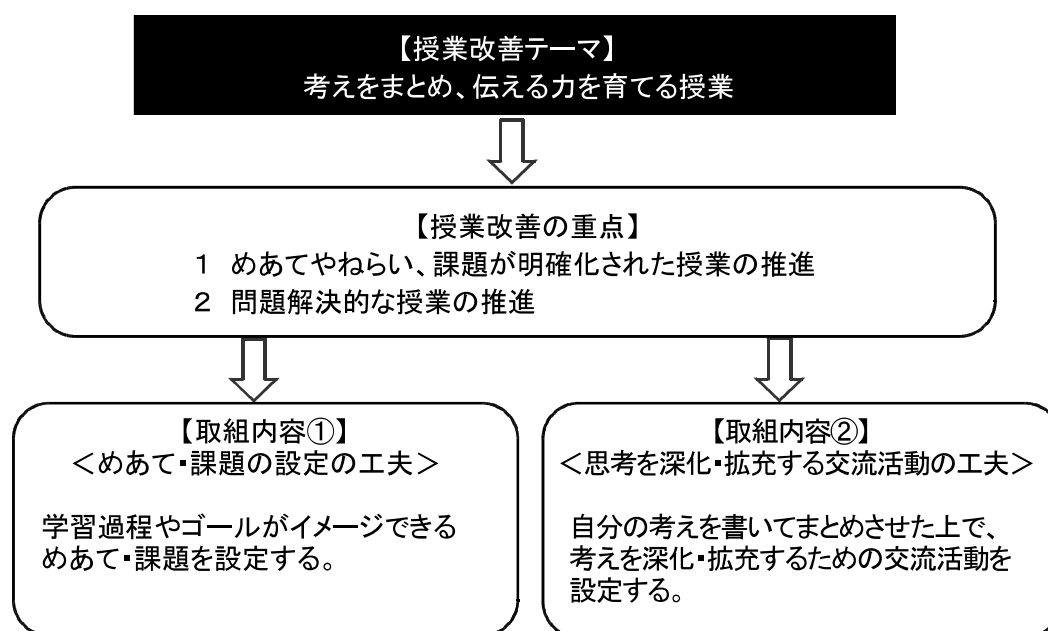 【授業改善テーマ】
考えをまとめ、伝える力を育てる授業
【授業改善の重点】
１ めあてやねらい、課題が明確化された授業の推進
２ 問題解決的な授業の推進
【取組内容①】
＜めあて・課題の設定の工夫＞
学習過程やゴールがイメージできる
めあて・課題を設定する。
【取組内容②】
＜思考を深化・拡充する交流活動の工夫＞
自分の考えを書いてまとめさせた上で、
考えを深化・拡充するための交流活動を
設定する。